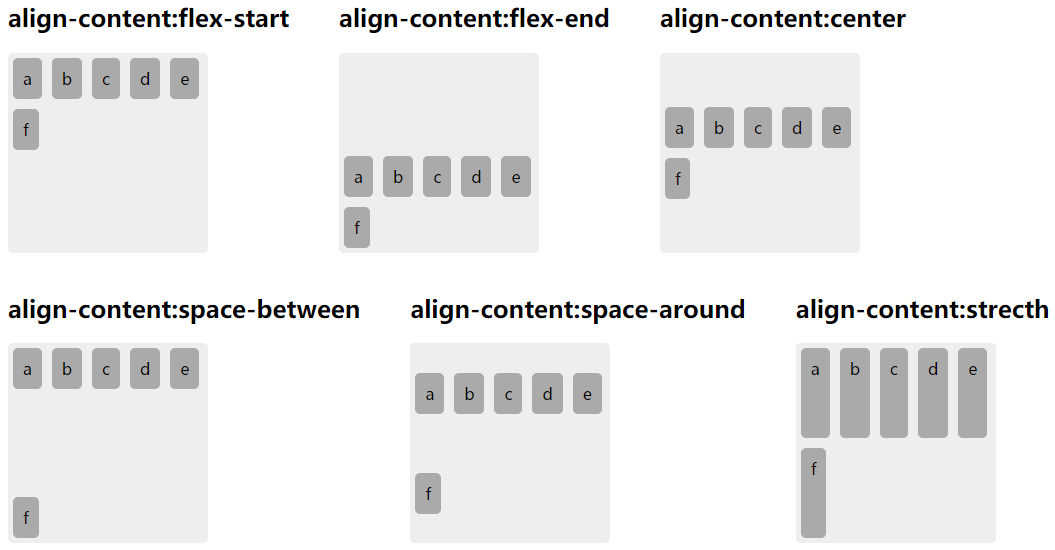 align-content:flex-start
align-content:flex-end
align-content:center
a b c d e
f
a b c d e
f
a b c d e
f
align-content:space-between
align-content:space-around
align-content:strecth
a b c d e
f
a b c d e
f
a b c d e
f